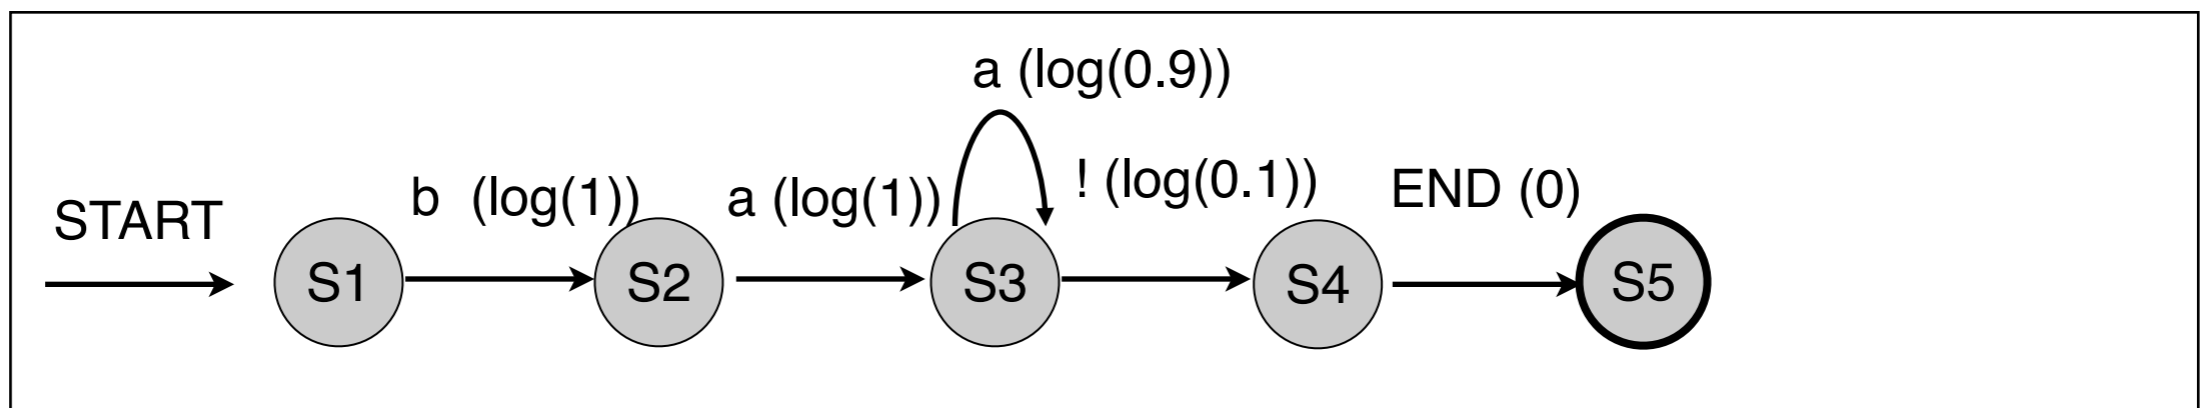 a (log(0.9))
START
b (log(1))
a (log(1))
! (log(0.1))
END (0)
S1
S2
S3
S4
S5